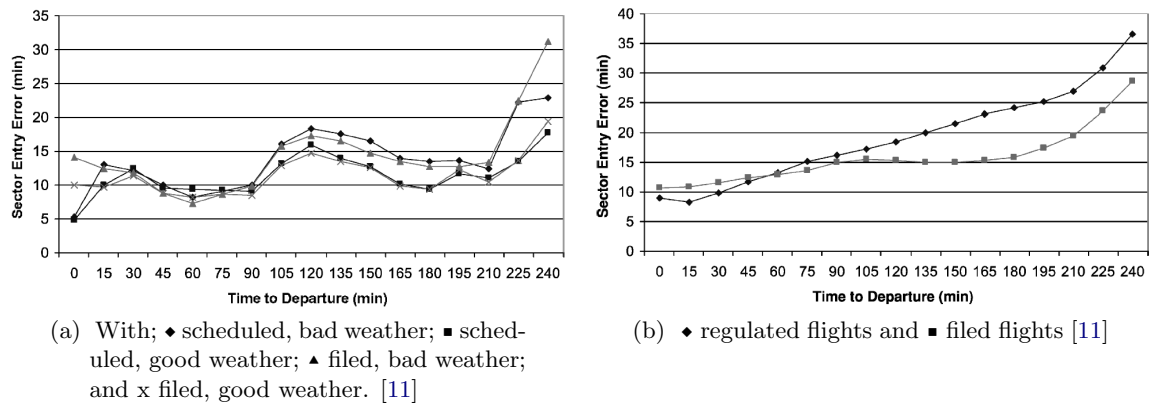 35
30
25
20
15
10
5
0
Sector Entry Error (min)
0 15 30 45 60 75 90 105 120 135 150 165 180 195 210 225 240
Time to Departure (min)
(a) With; ◆ scheduled, bad weather; ■ sched-
uled, good weather; ▲ filed, bad weather;
and x filed, good weather. [11]
40
35
30
25
20
15
10
5
0
Sector Entry Error (min)
0 15 30 45 60 75 90 105 120 135 150 165 180 195 210 225 240
Time to Departure (min)
(b) ◆ regulated flights and ■ filed flights [11]